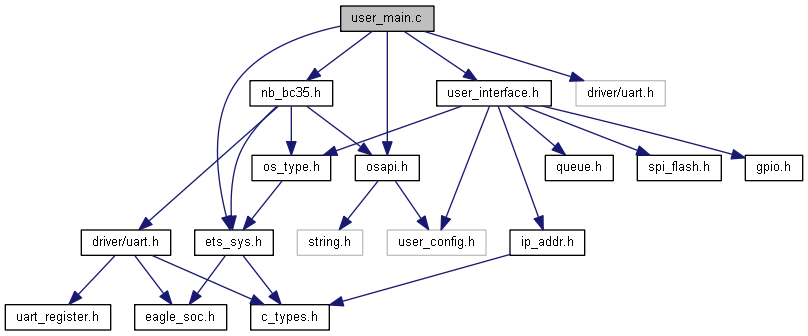 user_main.c
nb_bc35.h
user_interface.h
driver/uart.h
os_type.h
osapi.h
queue.h
spi_flash.h
gpio.h
driver/uart.h
ets_sys.h
string.h
user_config.h
ip_addr.h
uart_register.h
eagle_soc.h
c_types.h